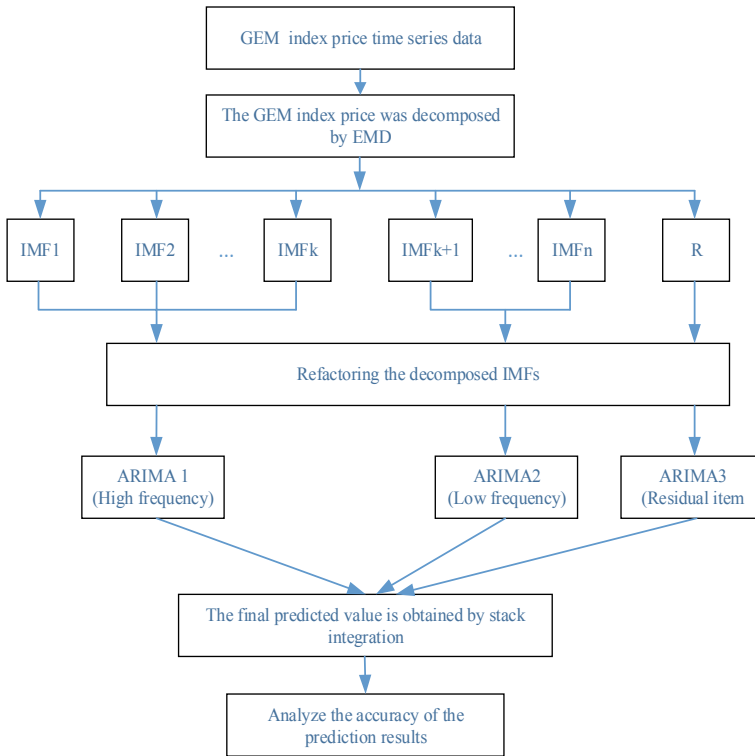 GEM index price time series data
The GEM index price was decomposed
by EMD
IMF1 IMF2 ... IMFk IMFk+1 ... IMFn R
Refactoring the decomposed IMFs
ARIMA 1
(High frequency)
ARIMA2
(Low frequency)
ARIMA3
(Residual item
The final predicted value is obtained by stack
integration
Analyze the accuracy of the
prediction results